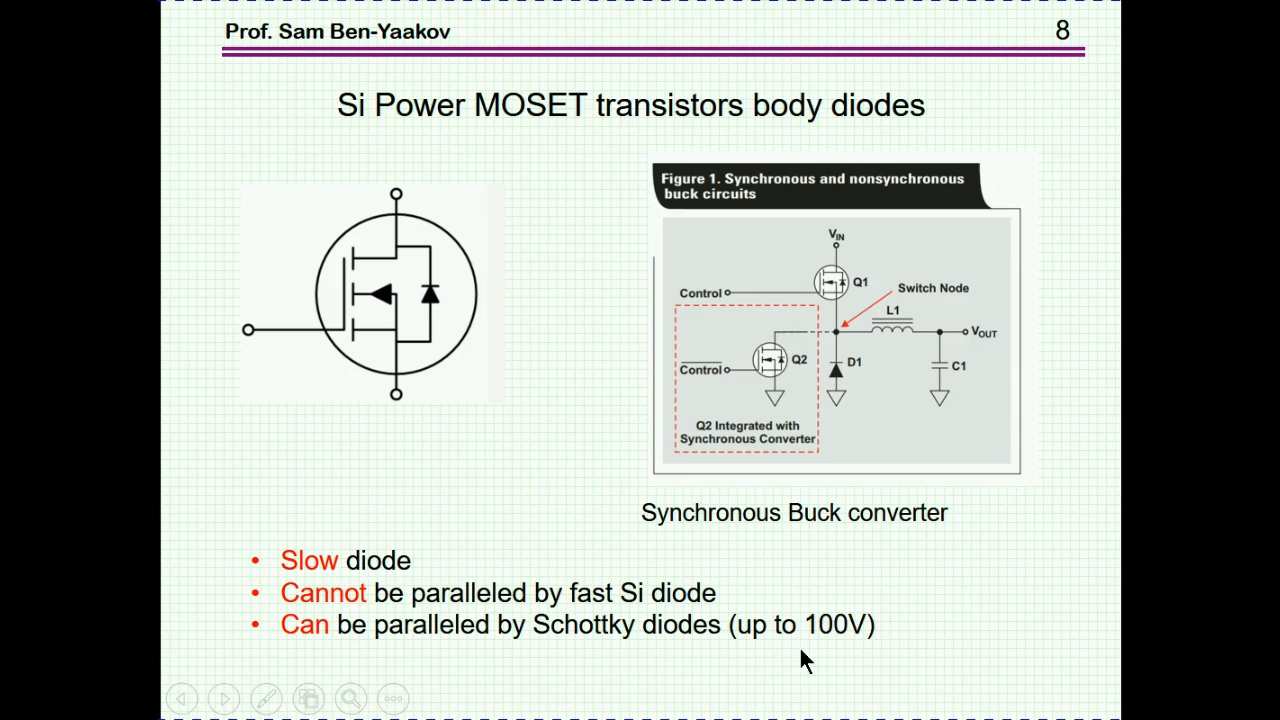 Prof. Sam Ben-Yaakov
8
Si Power MOSET transistors body diodes
Figure 1. Synchronous and nonsynchronous
buck circuits
VIN
Q1
Control
Switch Node
L1
VOUT
Q2
D1
C1
Control
Q2 Integrated with
Synchronous Converter
Synchronous Buck converter
• Slow diode
• Cannot be paralleled by fast Si diode
• Can be paralleled by Schottky diodes (up to 100V)